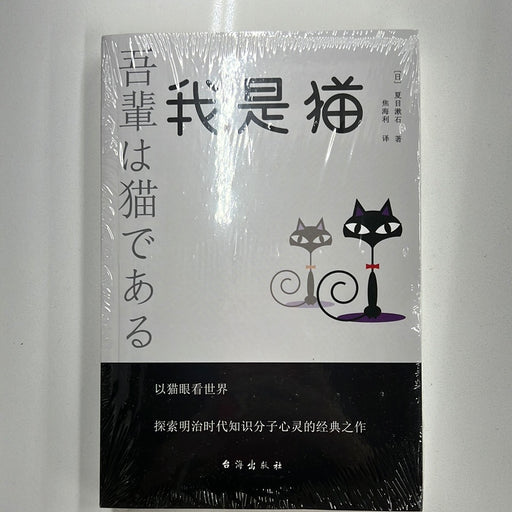 吾輩は猫である
我是猫
［日］夏目漱石 著
焦海利 译
以猫眼看世界
探索明治时代知识分子心灵的经典之作
台海出版社